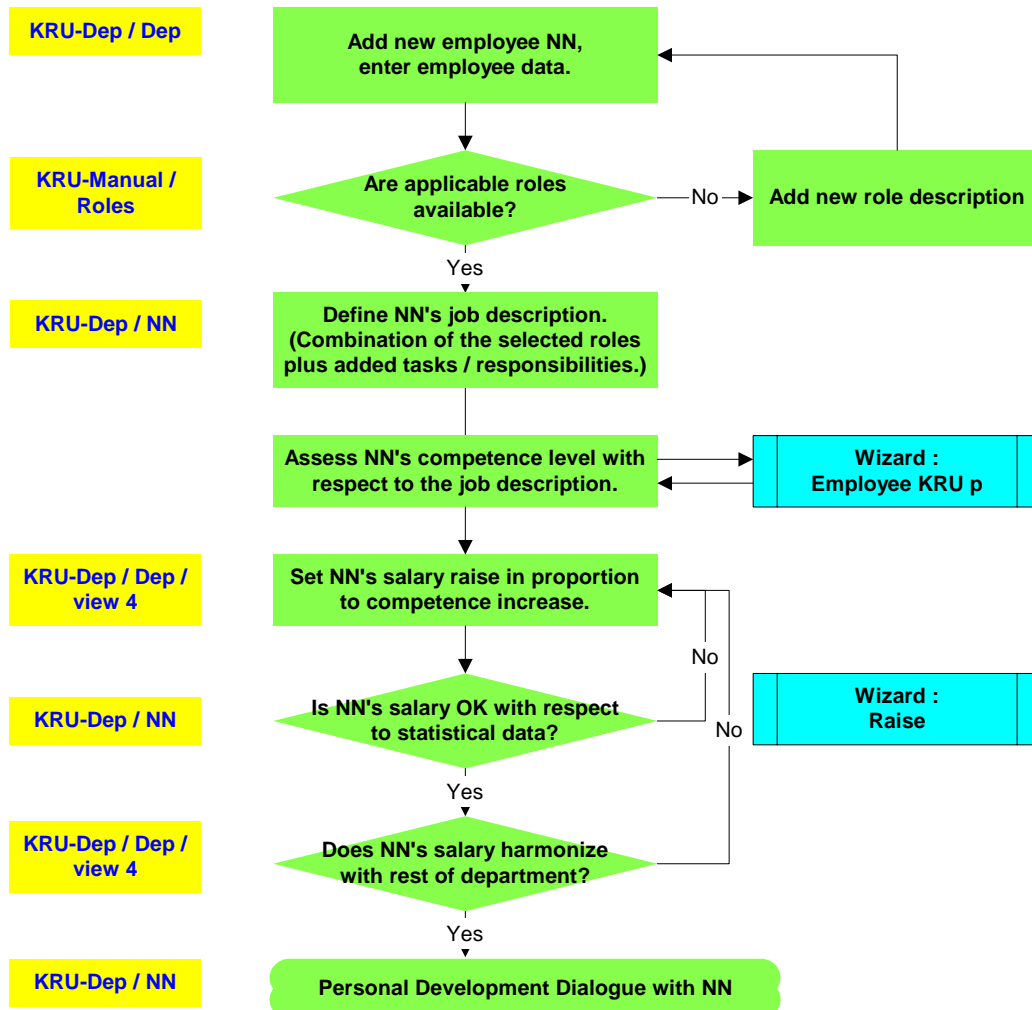 KRU-Dep / Dep
Add new employee NN,
enter employee data.
KRU-Manual /
Roles
Are applicable roles
available?
No
Add new role description
Yes
KRU-Dep / NN
Define NN's job description.
(Combination of the selected roles
plus added tasks / responsibilities.)
Assess NN's competence level with
respect to the job description.
Wizard :
Employee KRU p
KRU-Dep / Dep /
view 4
Set NN's salary raise in proportion
to competence increase.
No
No
KRU-Dep / NN
Is NN's salary OK with respect
to statistical data?
Wizard :
Raise
Yes
KRU-Dep / Dep /
view 4
Does NN's salary harmonize
with rest of department?
Yes
KRU-Dep / NN
Personal Development Dialogue with NN